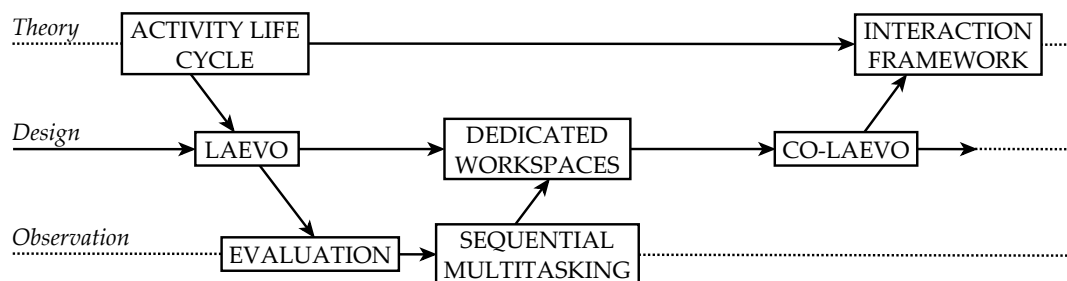 Theory
ACTIVITY LIFE
CYCLE
INTERACTION
FRAMEWORK
Design
LAEVO
DEDICATED
WORKSPACES
CO-LAEVO
Observation
EVALUATION
SEQUENTIAL
MULTITASKING